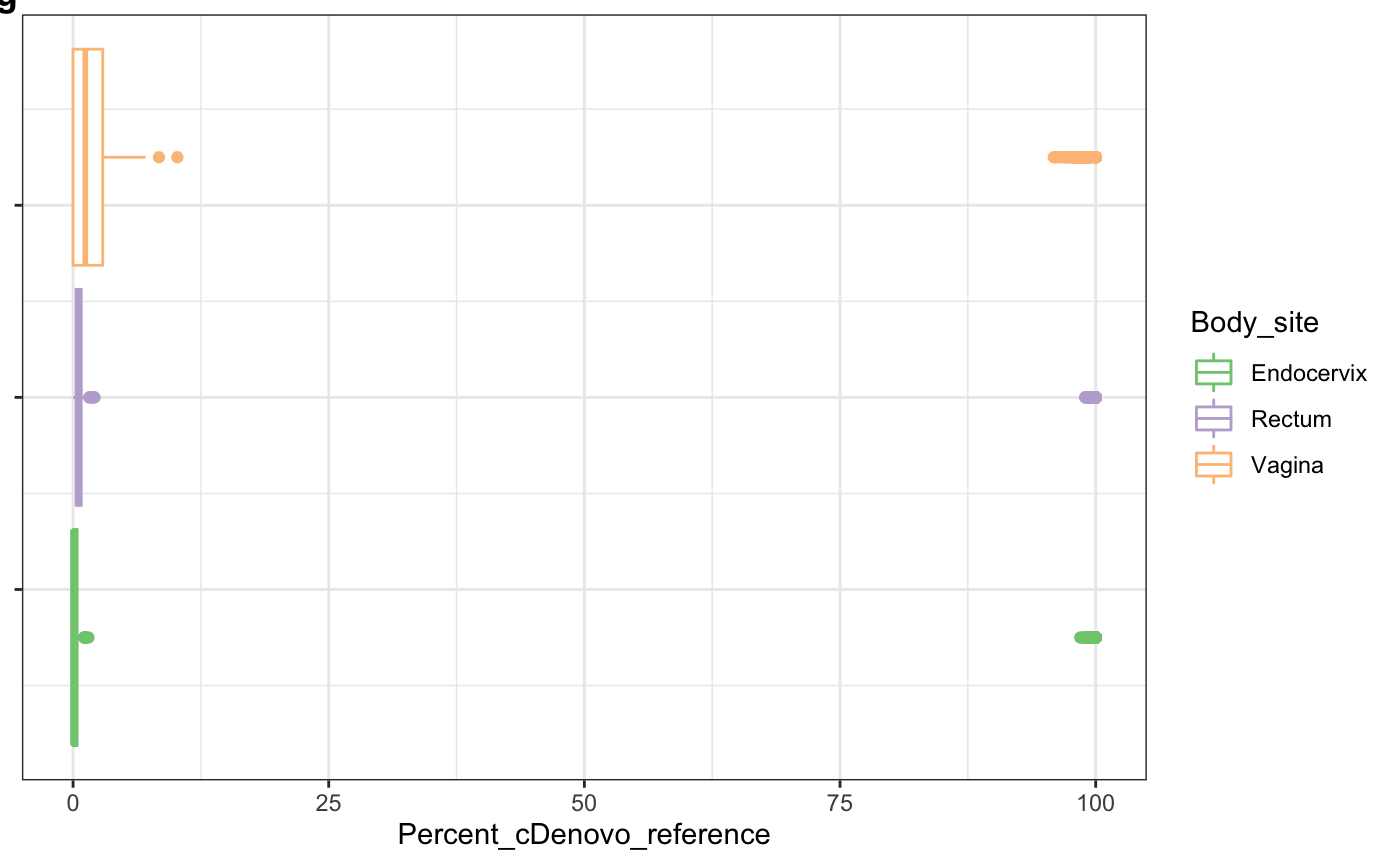 g
Body_site
Endocervix
Rectum
Vagina
0 25 50 75 100
Percent_cDenovo_reference